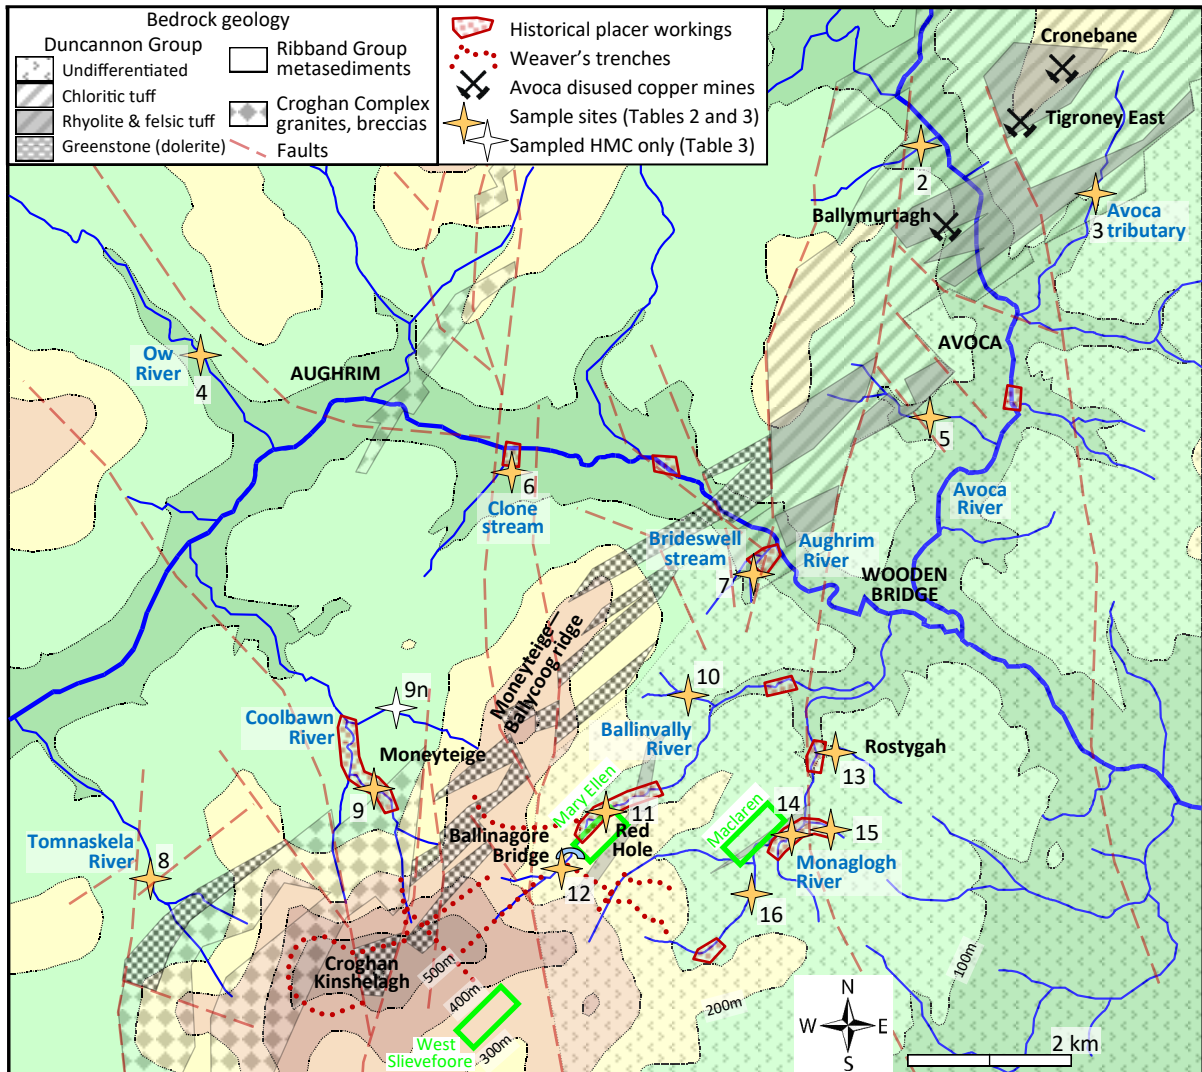 Bedrock geology
Duncannon Group
Undifferentiated
Chloritic tuff
Rhyolite & felsic tuff
Greenstone (dolerite)
Ribband Group
metasediments
Croghan Complex
granites, breccias
Faults
Historical placer workings
Weaver's trenches
Avoca disused copper mines
Sample sites (Tables 2 and 3)
Sampled HMC only (Table 3)
Cronebane
Tigroney East
2
Ballymurtagh
3
Avoca
tributary
Ow
River
4
AUGHRIM
AVOCA
5
6
Clone
stream
Avoca
River
Brideswell
stream
7
Aughrim
River
WOODEN
BRIDGE
Moneyteige—
Ballycoog ridge
9n
10
Coolbawn
River
Moneyteige
Ballinvally
River
Rostygah
13
9
Mary Ellen
11
Red
Hole
Maclaren
14
15
Monaglogh
River
Ballinagore
Bridge
12
Tomnaskela
River
8
16
Croghan
Kinshelagh
500m
400m
300m
200m
100m
West
Slievefoore
N
W
E
S
2 km